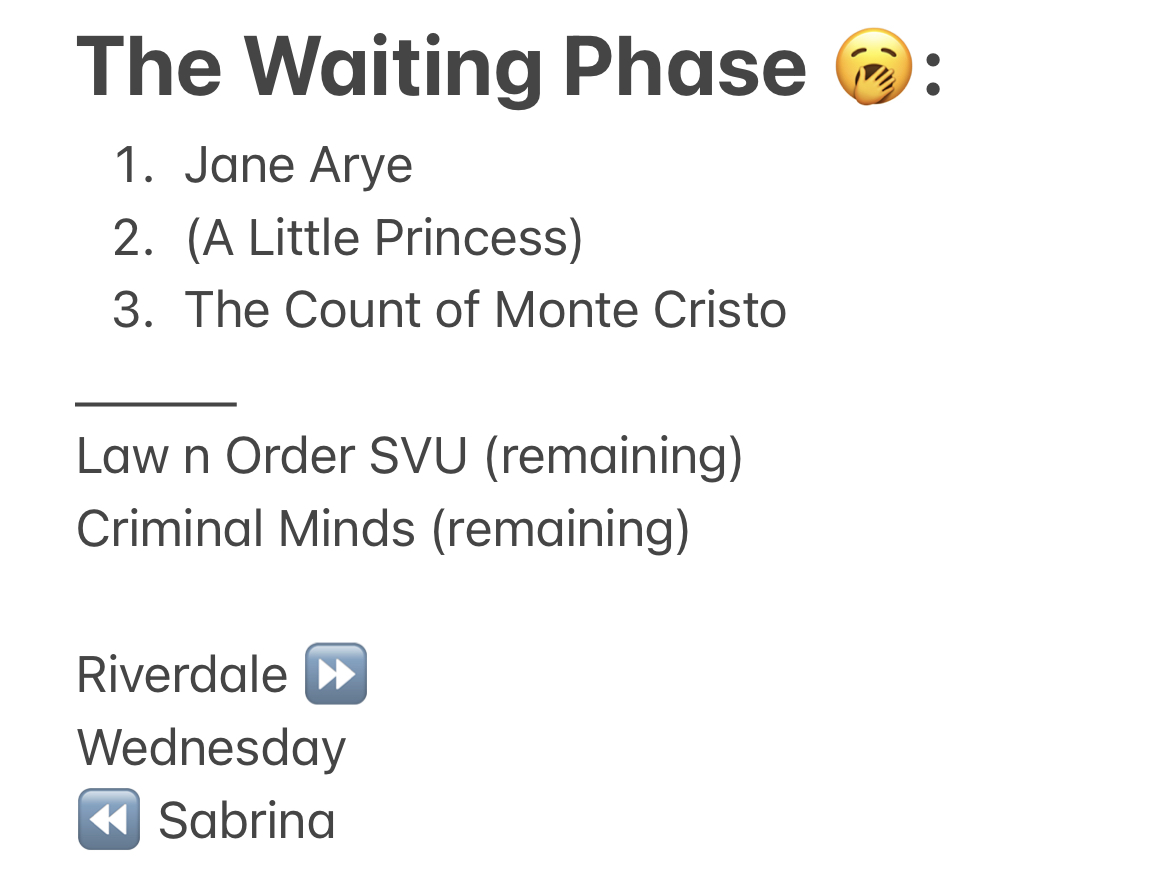 The Waiting Phase 🥱:
1. Jane Arye
2. (A Little Princess)
3. The Count of Monte Cristo
_______
Law n Order SVU (remaining)
Criminal Minds (remaining)
Riverdale ⏩
Wednesday
⏪ Sabrina